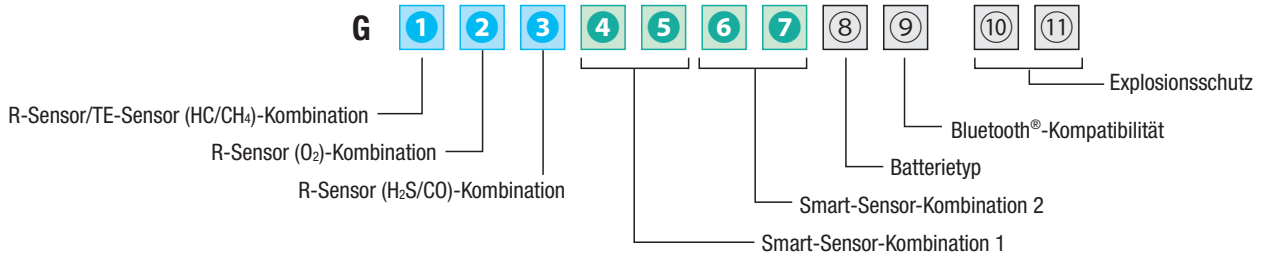 G ① ② ③ ④ ⑤ ⑥ ⑦ ⑧ ⑨ ⑩ ⑪
Explosionsschutz
R-Sensor/TE-Sensor (HC/CH₄)-Kombination
Bluetooth®-Kompatibilität
R-Sensor (O₂)-Kombination
Batterietyp
R-Sensor (H₂S/CO)-Kombination
Smart-Sensor-Kombination 2
Smart-Sensor-Kombination 1